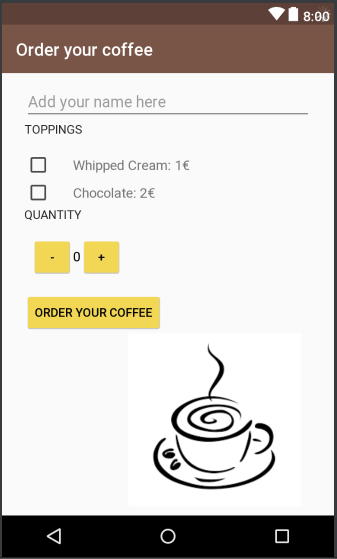 8:00
Order your coffee
Add your name here
TOPPINGS
Whipped Cream: 1€
Chocolate: 2€
QUANTITY
- 0 +
ORDER YOUR COFFEE